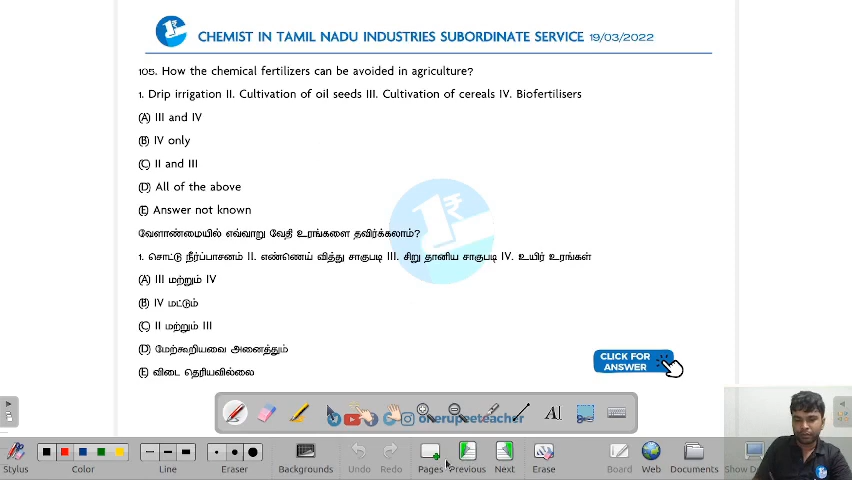 CHEMIST IN TAMIL NADU INDUSTRIES SUBORDINATE SERVICE 19/03/2022
105. How the chemical fertilizers can be avoided in agriculture?
1. Drip irrigation II. Cultivation of oil seeds III. Cultivation of cereals IV. Biofertilisers
(A) III and IV
(B) IV only
(C) II and III
(D) All of the above
(E) Answer not known
வேளாண்மையில் எவ்வாறு வேதி உரங்களை தவிர்க்கலாம்?
1. சொட்டு நீர்ப்பாசனம் II. எண்ணெய் வித்து சாகுபடி III. சிறு தானிய சாகுபடி IV. உயிர் உரங்கள்
(A) III மற்றும் IV
(B) IV மட்டும்
(C) II மற்றும் III
(D) மேற்கூறியவை அனைத்தும்
(E) விடை தெரியவில்லை
CLICK FOR
ANSWER
onerupeeteacher
Stylus Color Line Eraser Backgrounds Undo Redo Pages Previous Next Erase Board Web Documents Show De